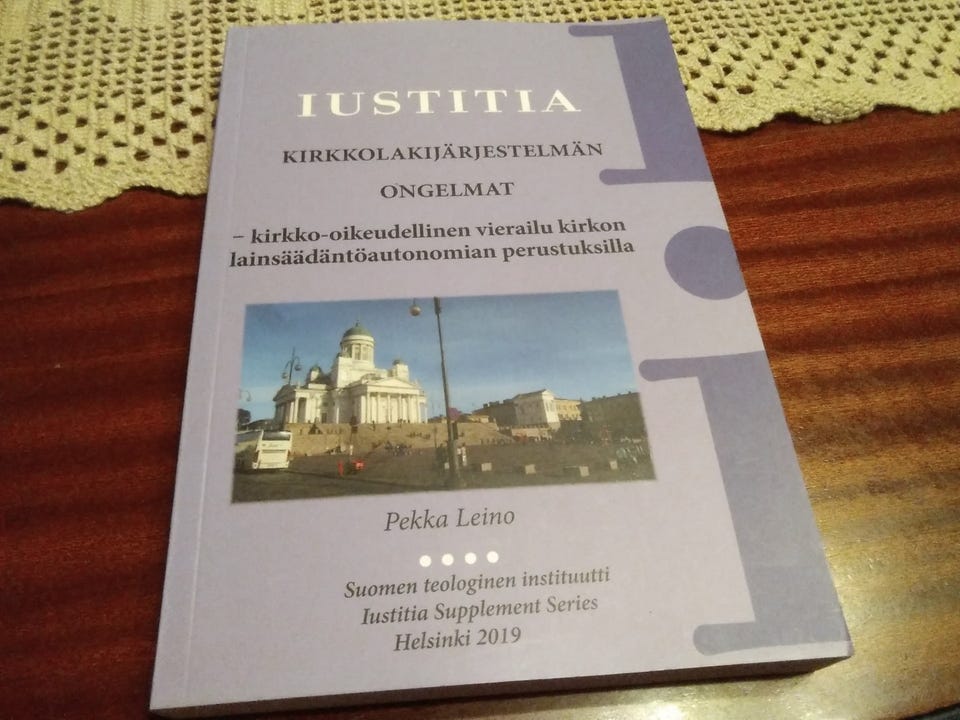 IUSTITIA
KIRKKOLAKIJÄRJESTELMÄN
ONGELMAT
– kirkko-oikeudellinen vierailu kirkon
lainsäädäntöautonomian perustuksilla
Pekka Leino
Suomen teologinen instituutti
Iustitia Supplement Series
Helsinki 2019